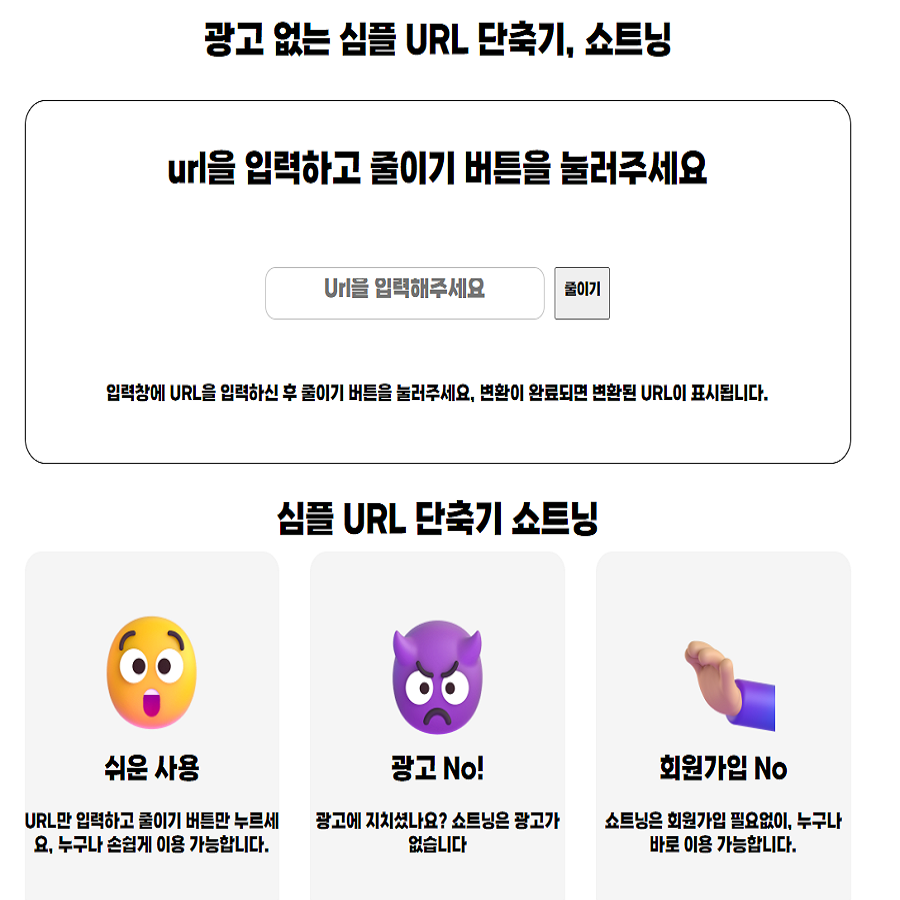 광고 없는 심플 URL 단축기, 쇼트닝
url을 입력하고 줄이기 버튼을 눌러주세요
Url을 입력해주세요
줄이기
입력창에 URL을 입력하신 후 줄이기 버튼을 눌러주세요, 변환이 완료되면 변환된 URL이 표시됩니다.
심플 URL 단축기 쇼트닝
쉬운 사용
URL만 입력하고 줄이기 버튼만 누르세
요, 누구나 손쉽게 이용 가능합니다.
광고 No!
광고에 지치셨나요? 쇼트닝은 광고가
없습니다
회원가입 No
쇼트닝은 회원가입 필요없이, 누구나
바로 이용 가능합니다.